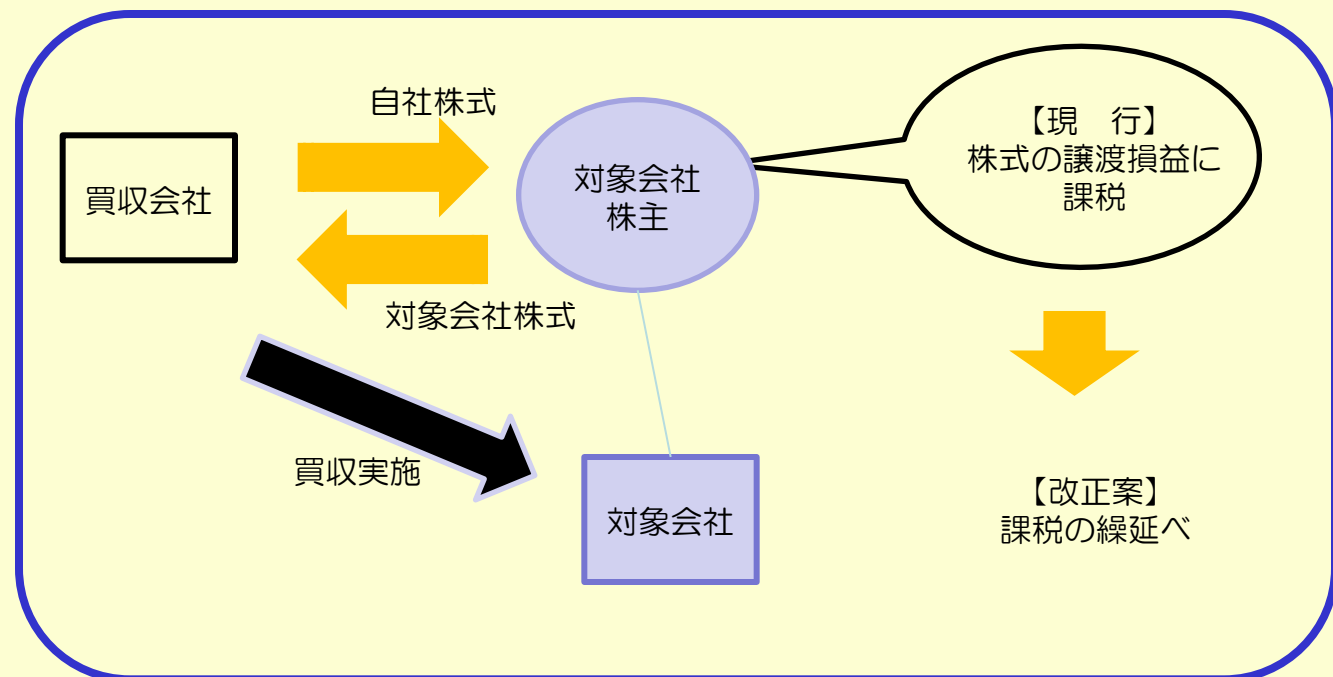 自社株式
買収会社
対象会社
株主
【現　行】
株式の譲渡損益に
課税
対象会社株式
買収実施
対象会社
【改正案】
課税の繰延べ